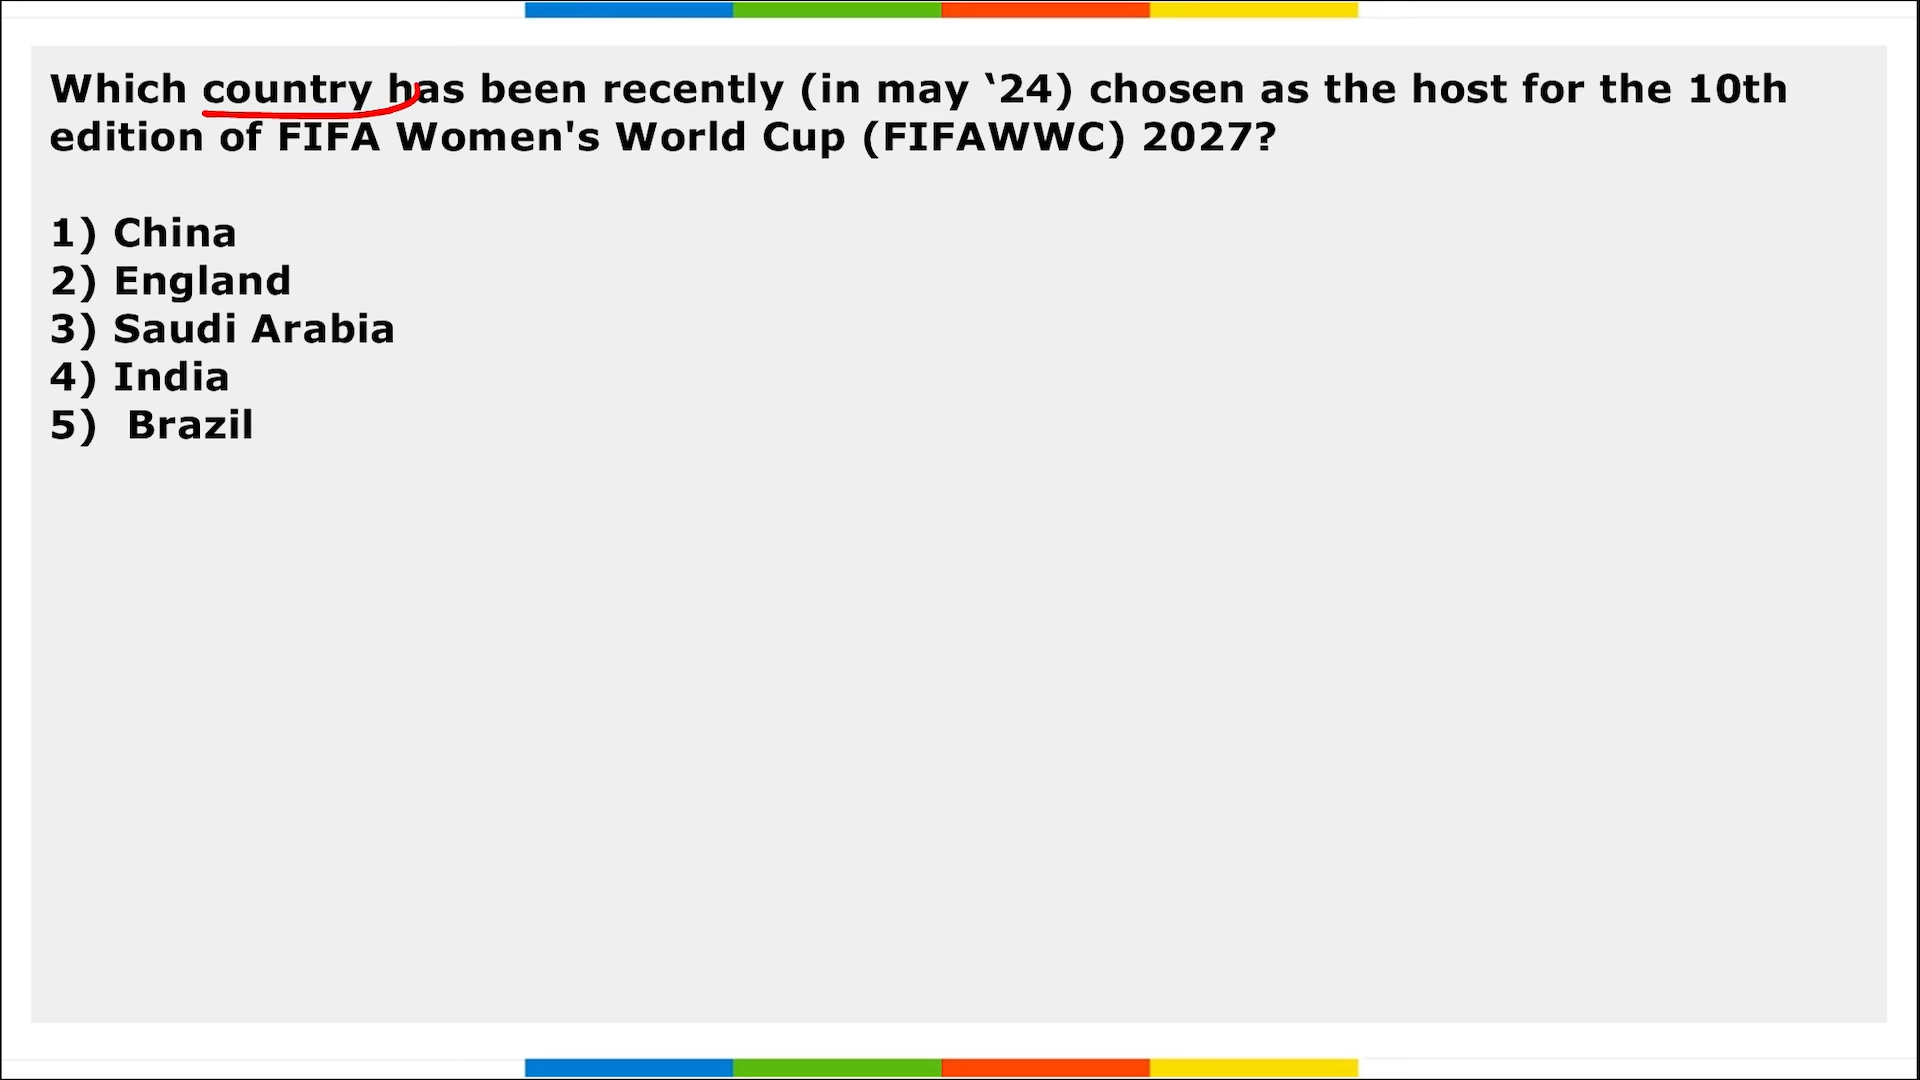 Which country has been recently (in may ‘24) chosen as the host for the 10th
edition of FIFA Women's World Cup (FIFAWWC) 2027?
1) China
2) England
3) Saudi Arabia
4) India
5) Brazil